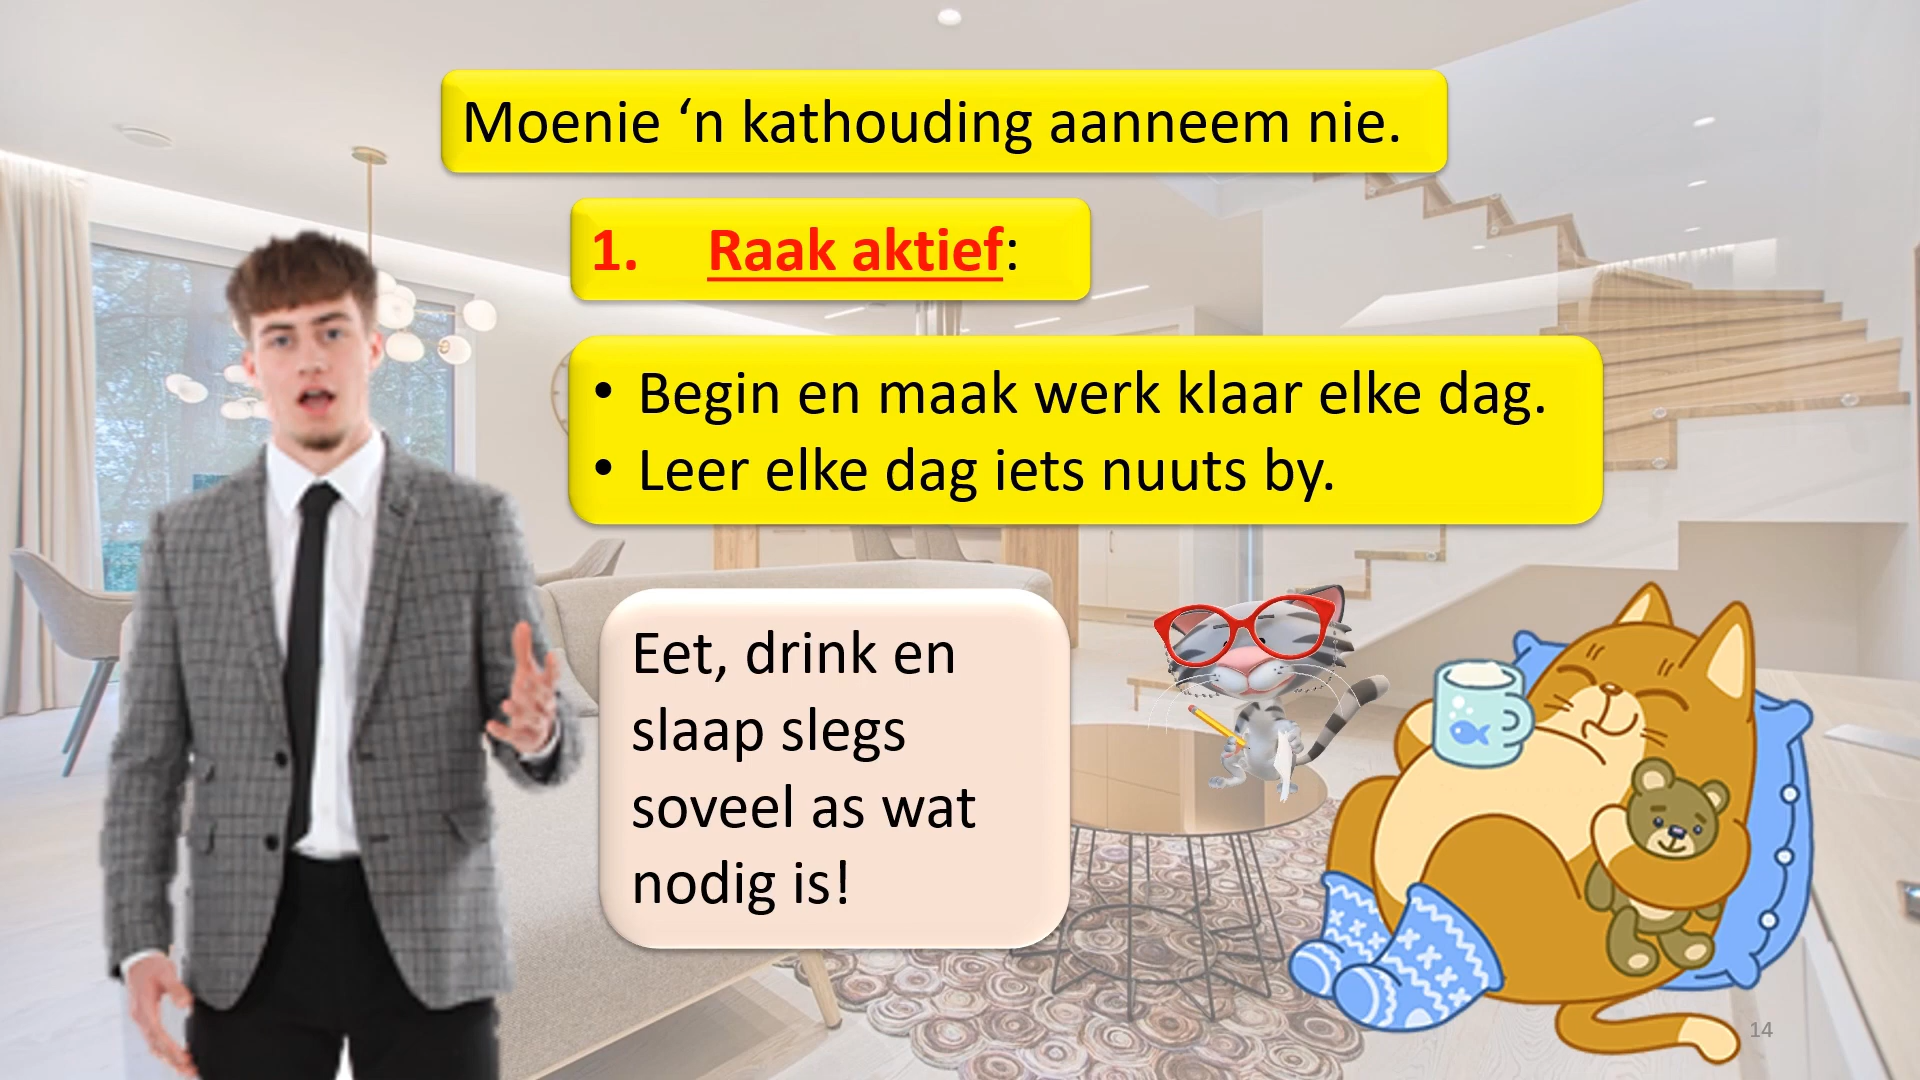 Moenie ‘n kathouding aanneem nie.
1. Raak aktief:
• Begin en maak werk klaar elke dag.
• Leer elke dag iets nuuts by.
Eet, drink en
slaap slegs
soveel as wat
nodig is!
14